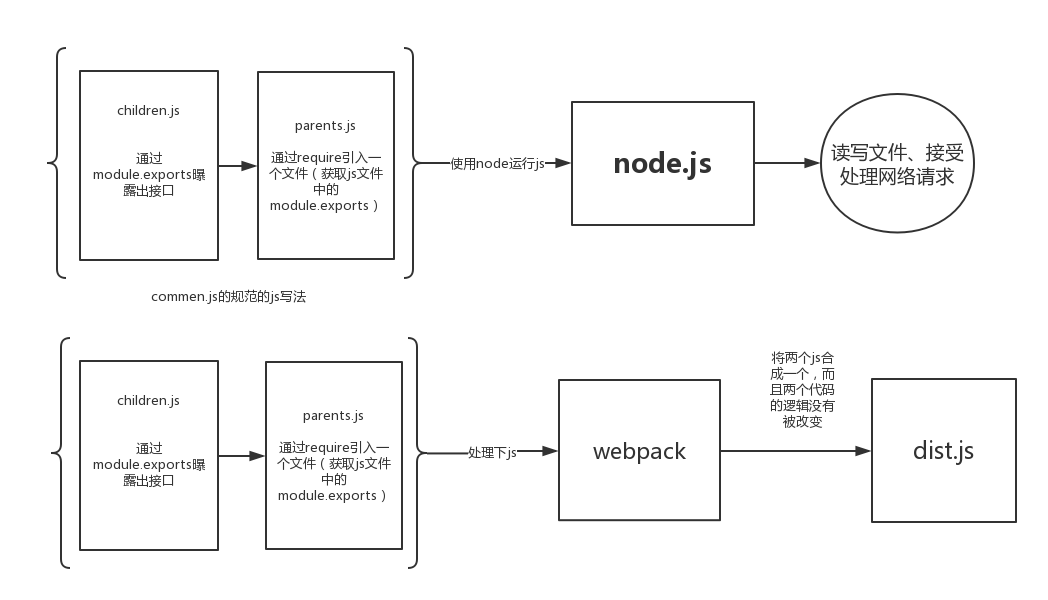 children.js
通过
module.exports曝
露出接口
parents.js
通过require引入一
个文件（获取js文件
中的
module.exports）
使用node运行js
node.js
读写文件、接受
处理网络请求
commen.js的规范的js写法
children.js
通过
module.exports曝
露出接口
parents.js
通过require引入一
个文件（获取js文件
中的
module.exports）
处理下js
webpack
将两个js合
成一个，而
且两个代码
的逻辑没有
被改变
dist.js